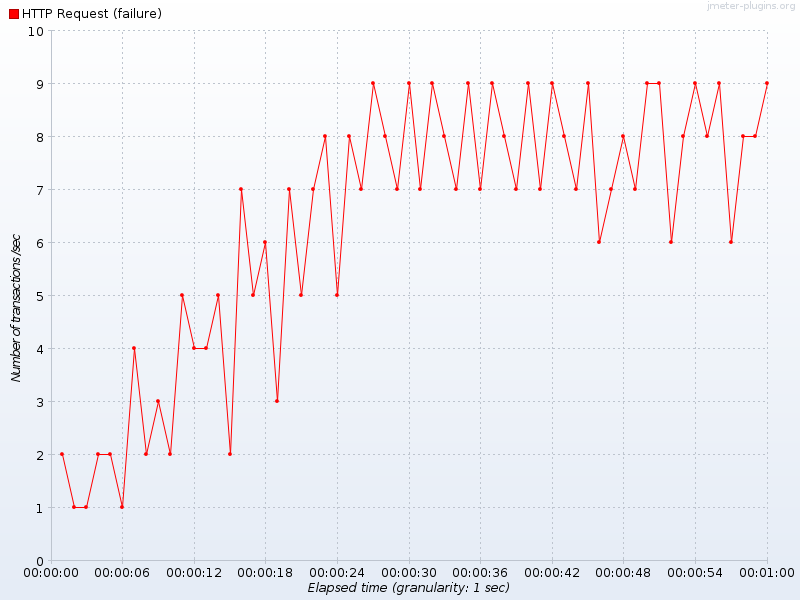 jmeter-plugins.org
HTTP Request (failure)
10
9
8
7
6
5
4
3
2
1
0
Number of transactions /sec
00:00:00 00:00:06 00:00:12 00:00:18 00:00:24 00:00:30 00:00:36 00:00:42 00:00:48 00:00:54 00:01:00
Elapsed time (granularity: 1 sec)